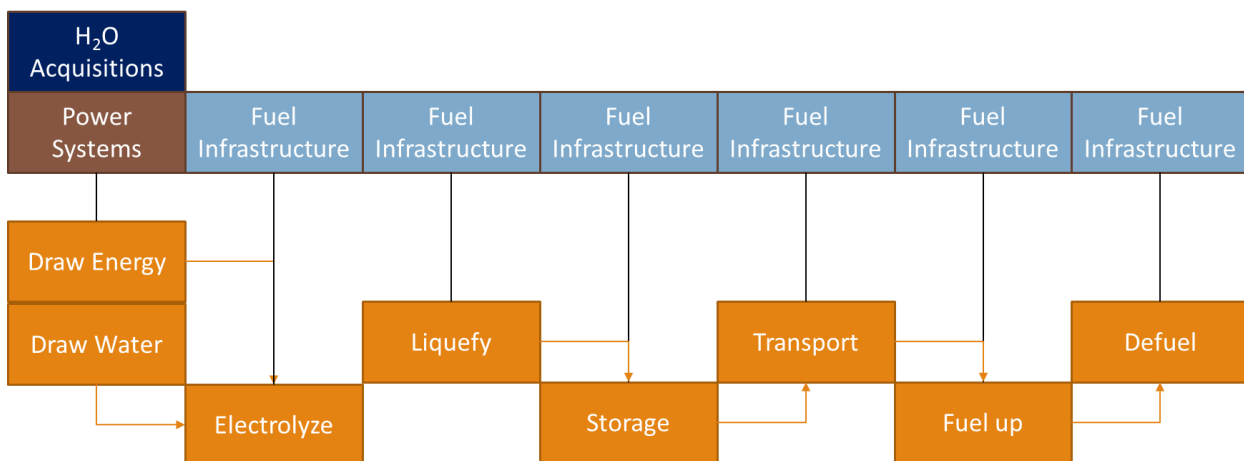 H₂O
Acquisitions
Power
Systems
Fuel
Infrastructure
Fuel
Infrastructure
Fuel
Infrastructure
Fuel
Infrastructure
Fuel
Infrastructure
Fuel
Infrastructure
Draw Energy
Draw Water
Electrolyze
Liquefy
Storage
Transport
Fuel up
Defuel